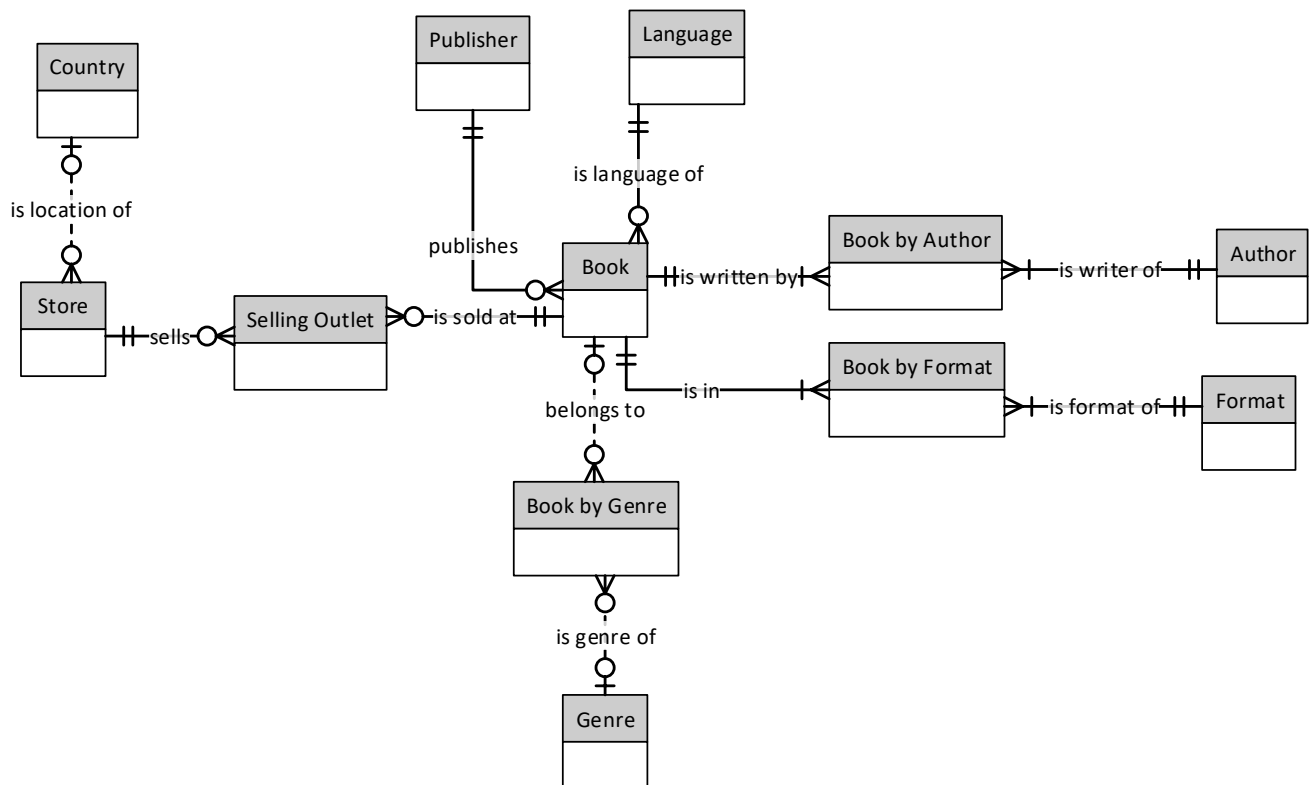 Publisher
Language
Country
is language of
is location of
publishes
Book by Author
Book
is written by
is writer of
Author
Store
Selling Outlet
is sold at
sells
Book by Format
is in
Format
is format of
belongs to
Book by Genre
is genre of
Genre